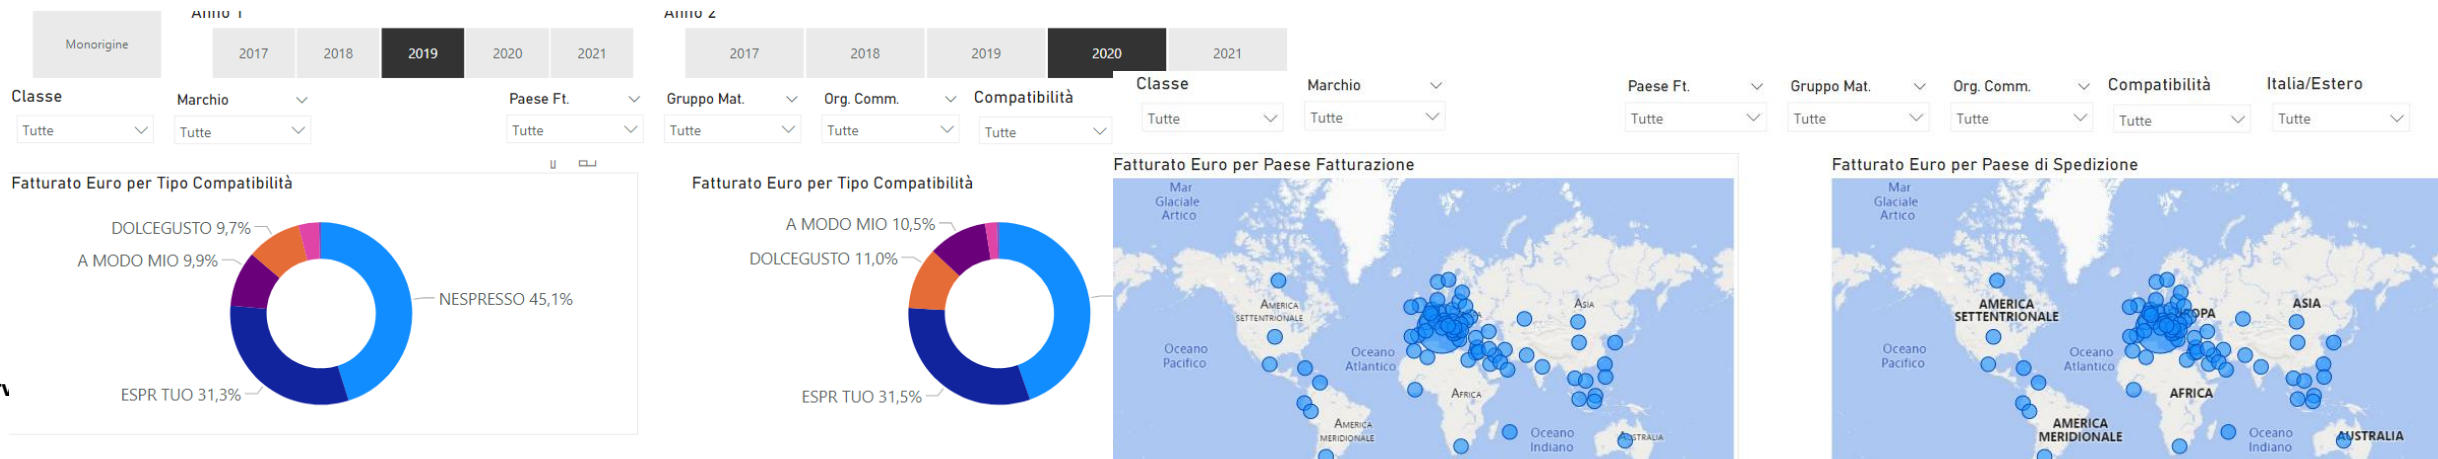 Anno 1
Anno 2
Monorigine
2017
2018
2019
2020
2021
2017
2018
2019
2020
2021
Classe
Marchio
Paese Ft.
Gruppo Mat.
Org. Comm.
Compatibilità
Tutte
Tutte
Tutte
Tutte
Tutte
Tutte
Classe
Marchio
Paese Ft.
Gruppo Mat.
Org. Comm.
Compatibilità
Italia/Estero
Tutte
Tutte
Tutte
Tutte
Tutte
Tutte
Tutte
Fatturato Euro per Tipo Compatibilità
DOLCEGUSTO 9,7%
A MODO MIO 9,9%
NESPRESSO 45,1%
ESPR TUO 31,3%
Fatturato Euro per Tipo Compatibilità
A MODO MIO 10,5%
DOLCEGUSTO 11,0%
ESPR TUO 31,5%
Fatturato Euro per Paese Fatturazione
Mar
Glaciale
Artico
AMERICA
SETTENTRIONALE
ASIA
Oceano
Pacifico
Oceano
Atlantico
AFRICA
AMERICA
MERIDIONALE
Oceano
Indiano
AUSTRALIA
Fatturato Euro per Paese di Spedizione
Mar
Glaciale
Artico
AMERICA
SETTENTRIONALE
OPA
ASIA
Oceano
Pacifico
Oceano
Atlantico
AFRICA
AMERICA
MERIDIONALE
Oceano
Indiano
AUSTRALIA